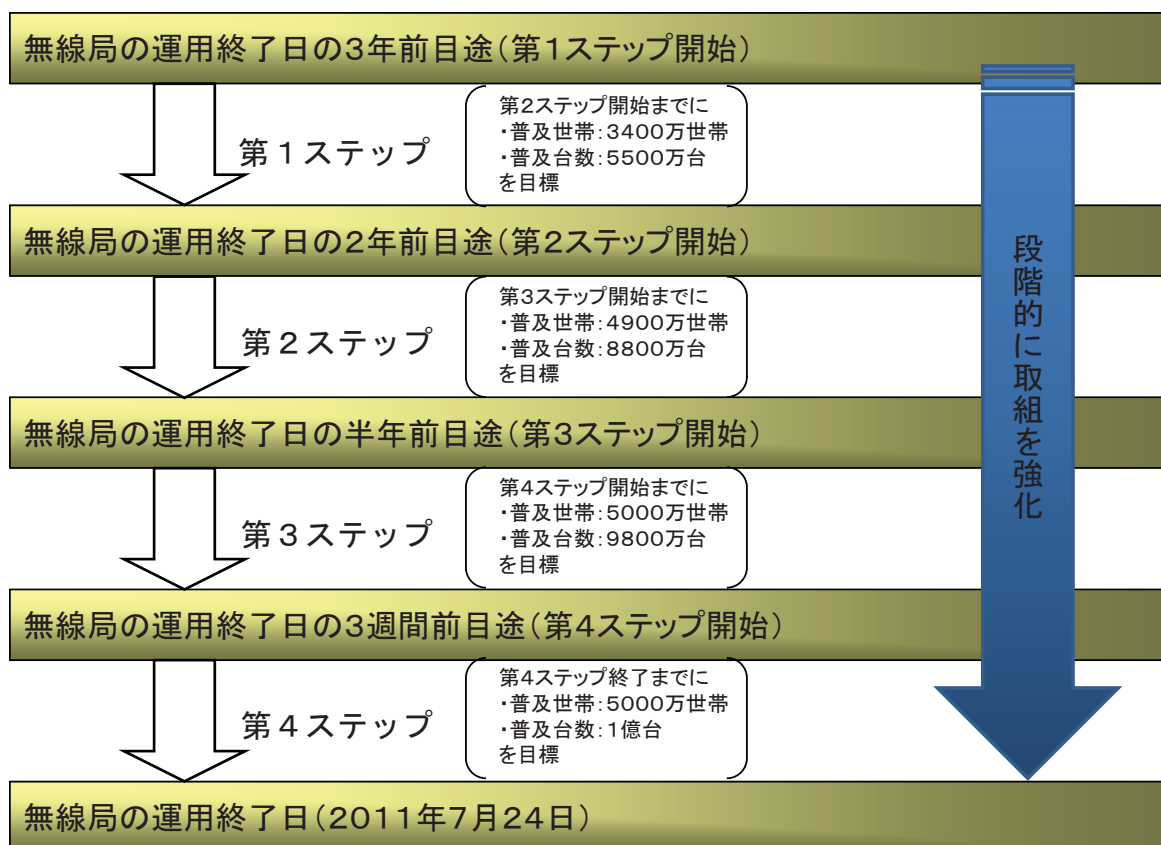 無線局の運用終了日の3年前目途(第1ステップ開始)
第1ステップ
第2ステップ開始までに
・普及世帯:3400万世帯
・普及台数:5500万台
を目標
無線局の運用終了日の2年前目途(第2ステップ開始)
第2ステップ
第3ステップ開始までに
・普及世帯:4900万世帯
・普及台数:8800万台
を目標
無線局の運用終了日の半年前目途(第3ステップ開始)
第3ステップ
第4ステップ開始までに
・普及世帯:5000万世帯
・普及台数:9800万台
を目標
無線局の運用終了日の3週間前目途(第4ステップ開始)
第4ステップ
第4ステップ終了までに
・普及世帯:5000万世帯
・普及台数:1億台
を目標
無線局の運用終了日(2011年7月24日)
段階的に取組を強化